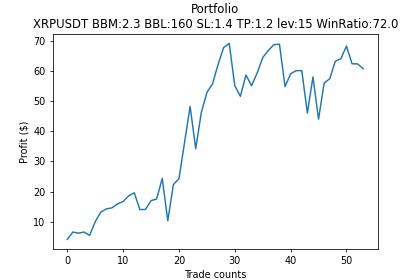 Portfolio
XRPUSDT BBM:2.3 BBL:160 SL:1.4 TP:1.2 lev:15 WinRatio:72.0
70
60
50
40
30
20
10
Profit ($)
0 10 20 30 40 50
Trade counts